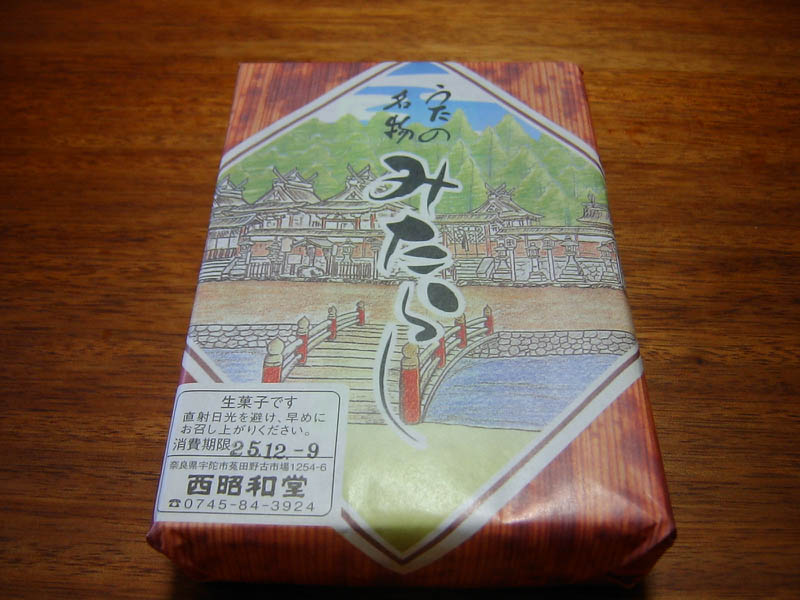 うたの
名物
みたらし
生菓子です
直射日光を避け、早めに
お召し上がりください。
消費期限 25.12.-9
奈良県宇陀市菟田野古市場1254-6
西昭和堂
☎0745-84-3924